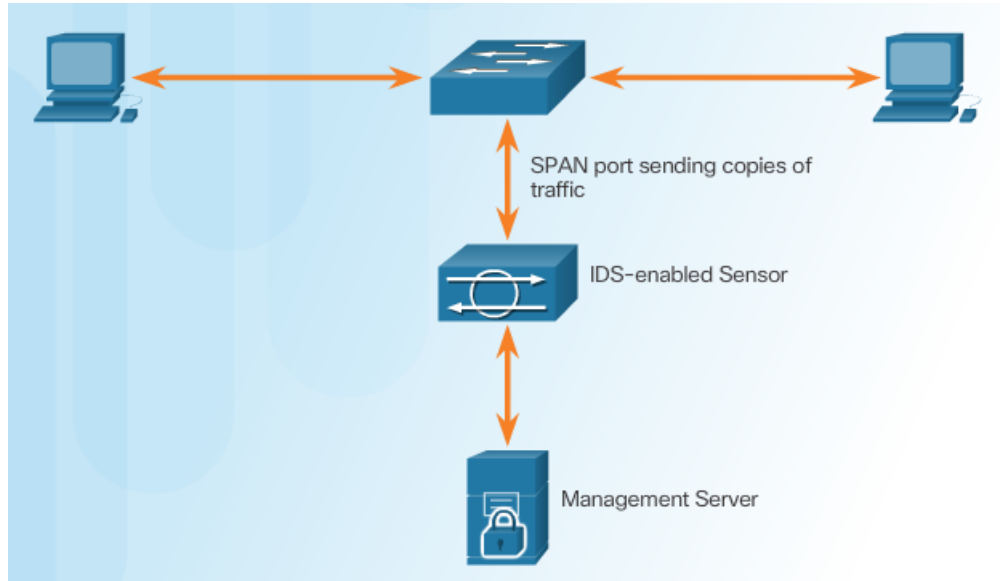 SPAN port sending copies of
traffic
IDS-enabled Sensor
Management Server